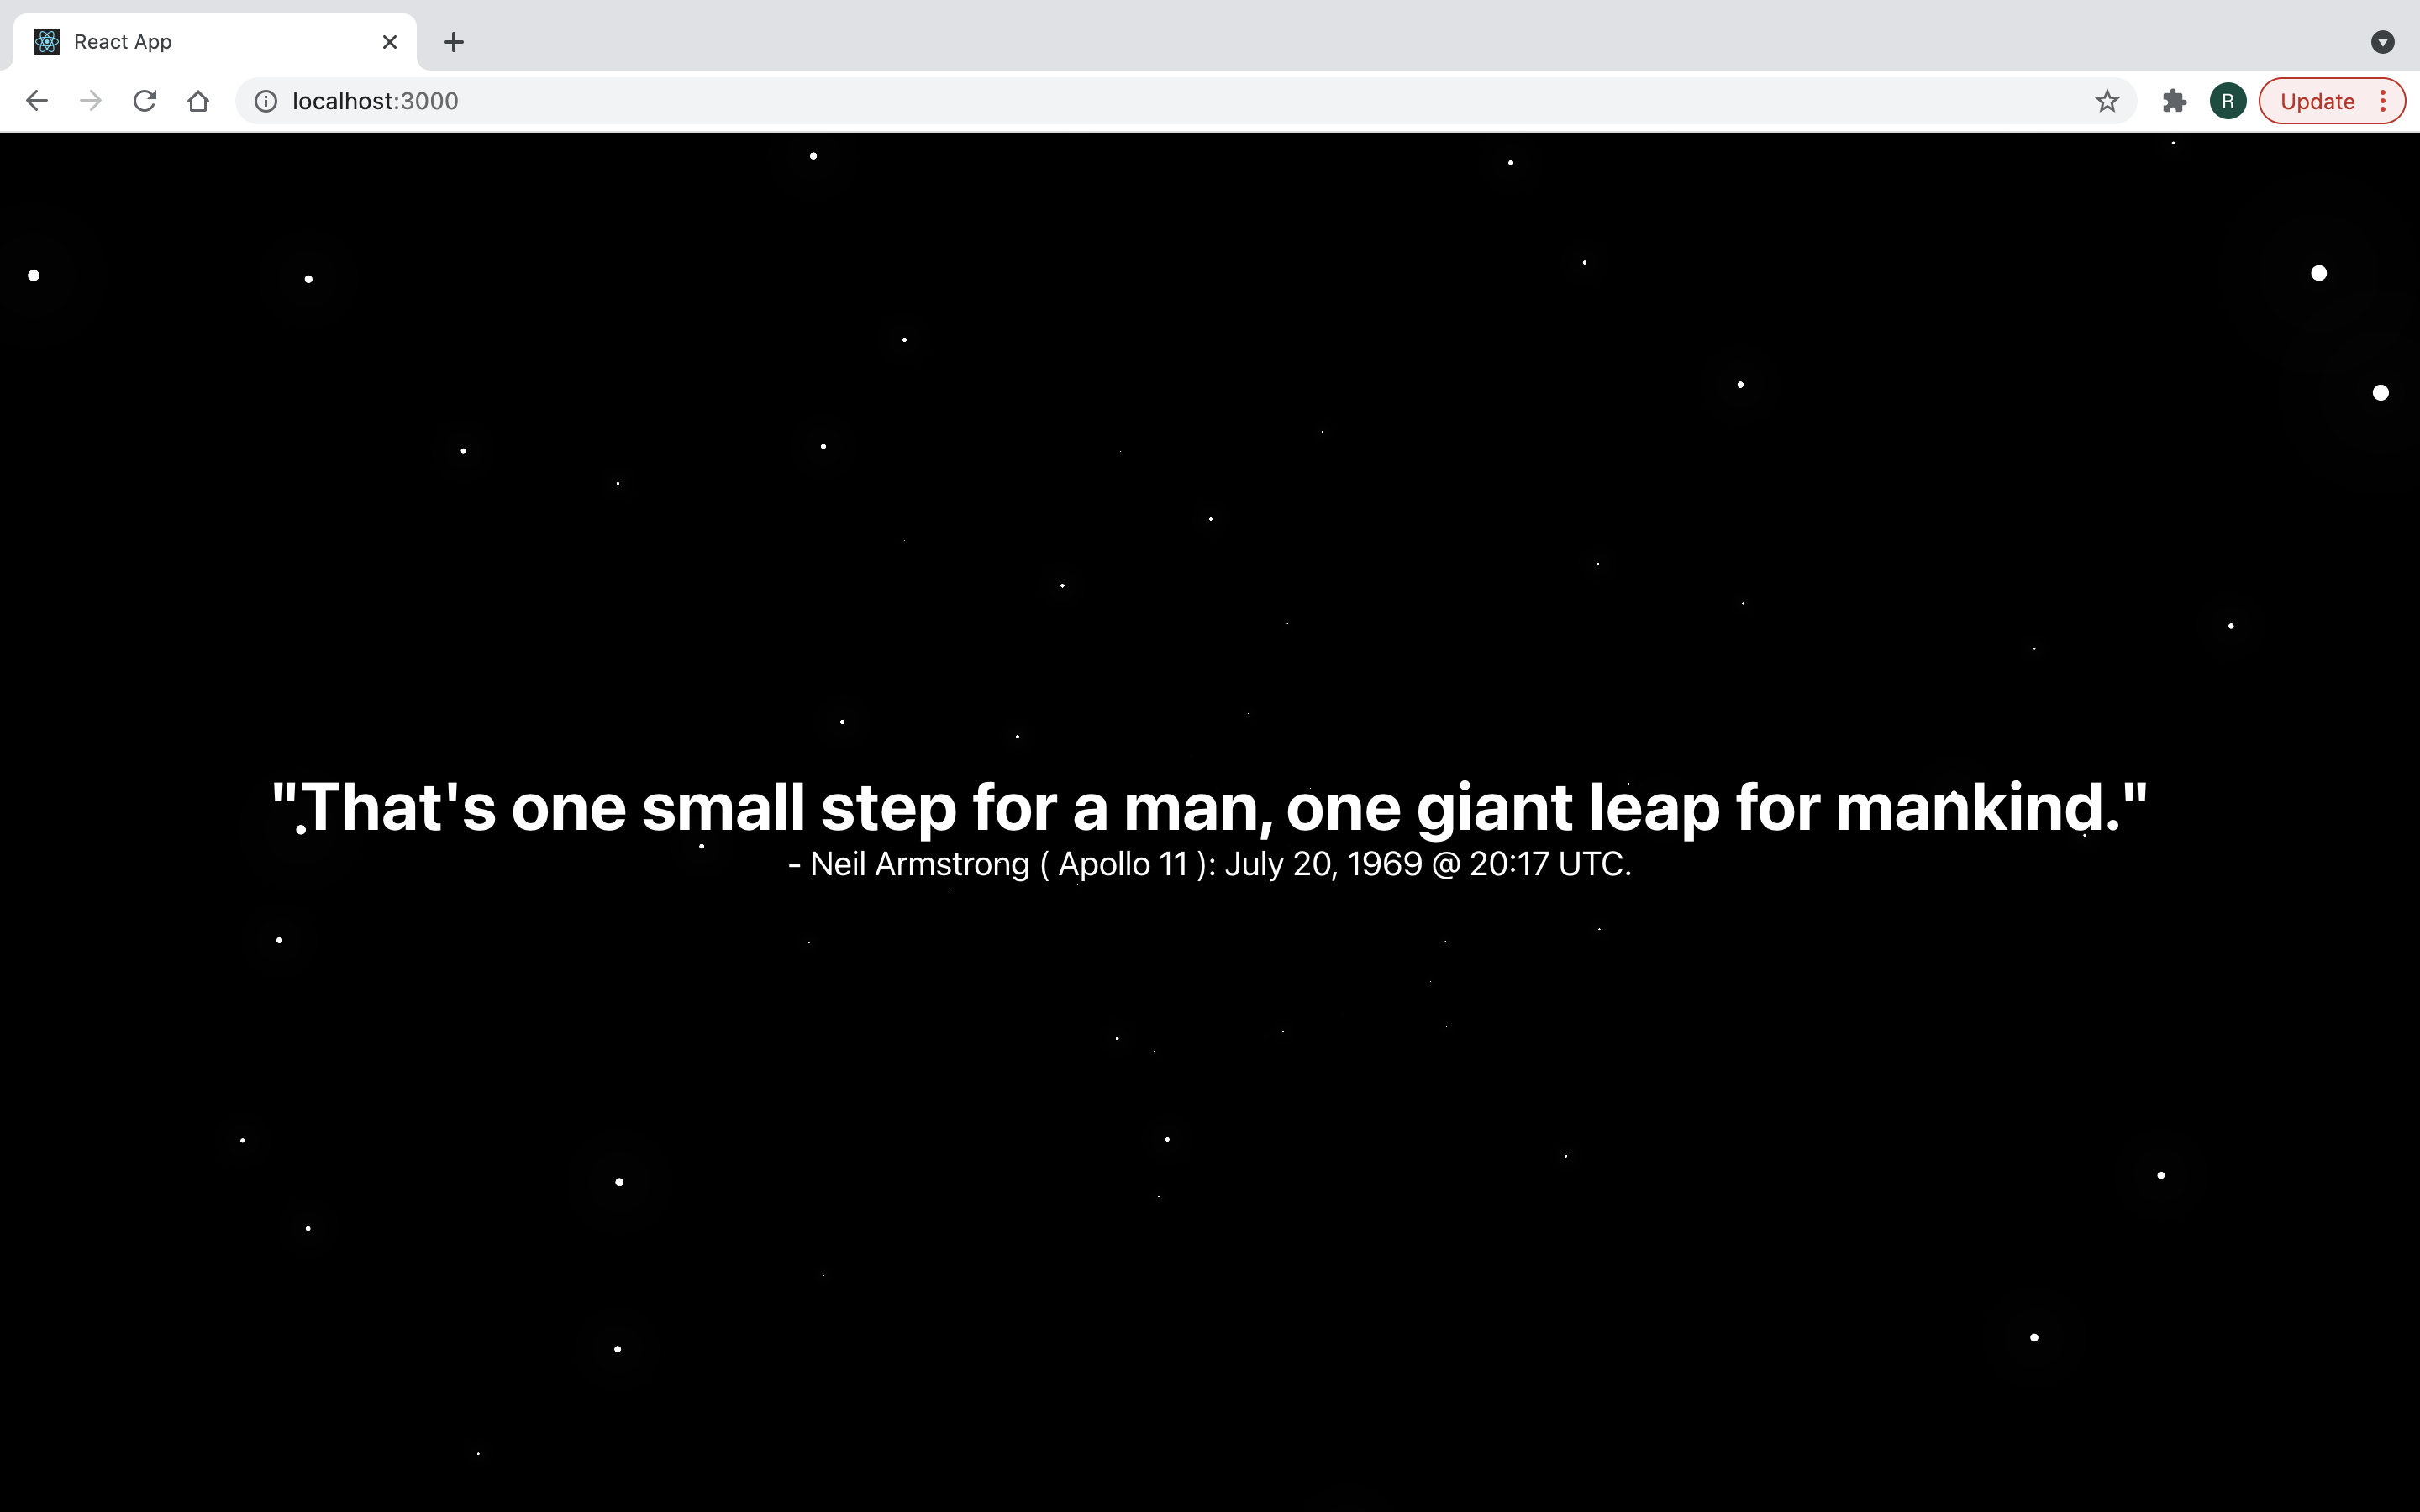 React App
localhost:3000
R
Update
"That's one small step for a man, one giant leap for mankind."
- Neil Armstrong ( Apollo 11 ): July 20, 1969 @ 20:17 UTC.